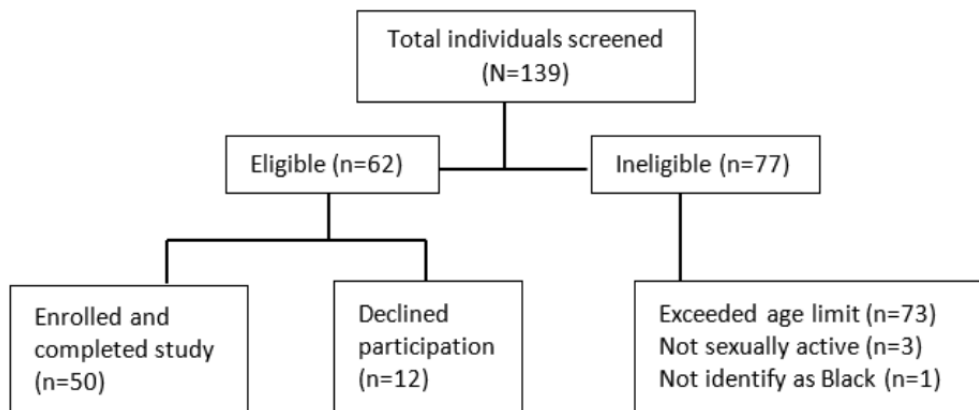 Total individuals screened
(N=139)
Eligible (n=62)
Ineligible (n=77)
Enrolled and
completed study
(n=50)
Declined
participation
(n=12)
Exceeded age limit (n=73)
Not sexually active (n=3)
Not identify as Black (n=1)